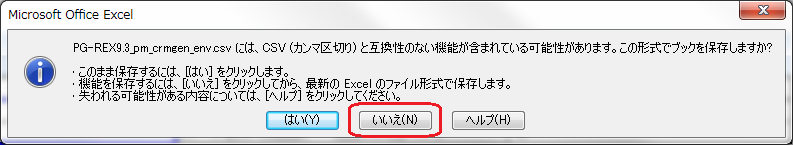 Microsoft Office Excel
PG-REX9.3_pm_crmgen_env.csv には、CSV (カンマ区切り) と互換性のない機能が含まれている可能性があります。この形式でブックを保存しますか?
・このまま保存するには、[はい] をクリックします。
・機能を保存するには、[いいえ] をクリックしてから、最新の Excel のファイル形式で保存します。
・失われる可能性がある内容については、[ヘルプ] をクリックしてください。
はい(Y) いいえ(N) ヘルプ(H)